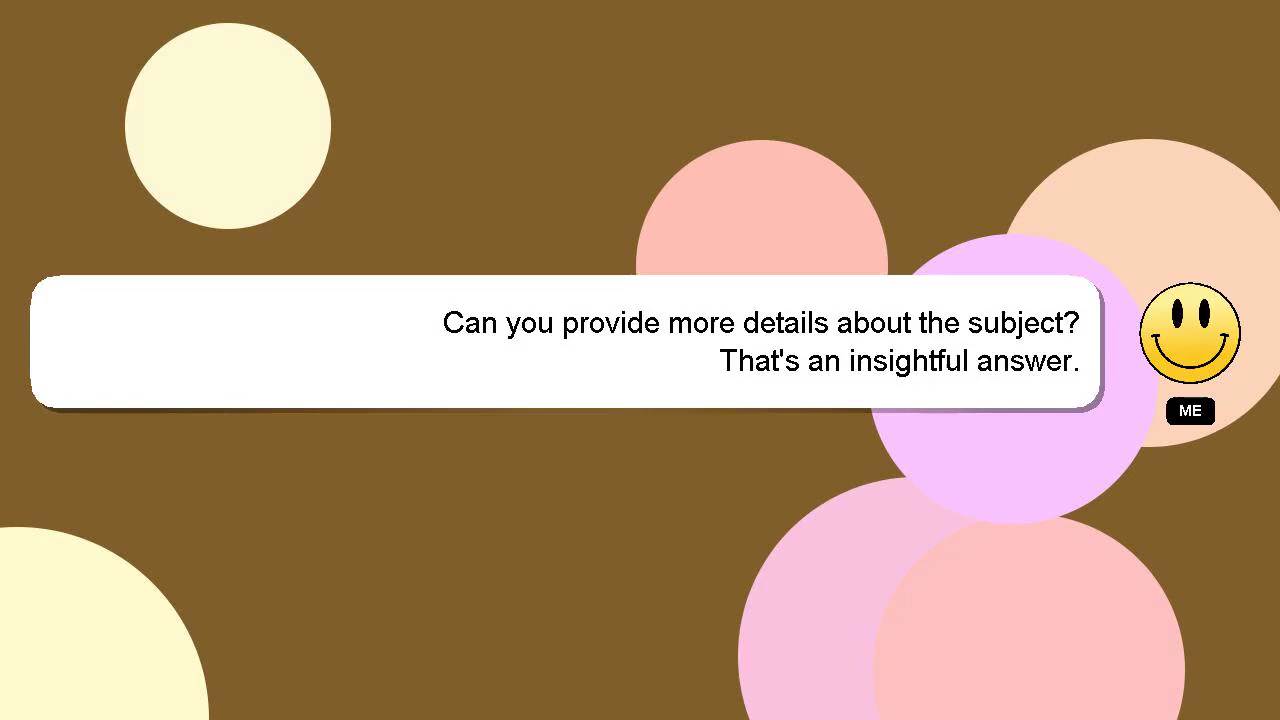 Can you provide more details about the subject?
That's an insightful answer.
ME